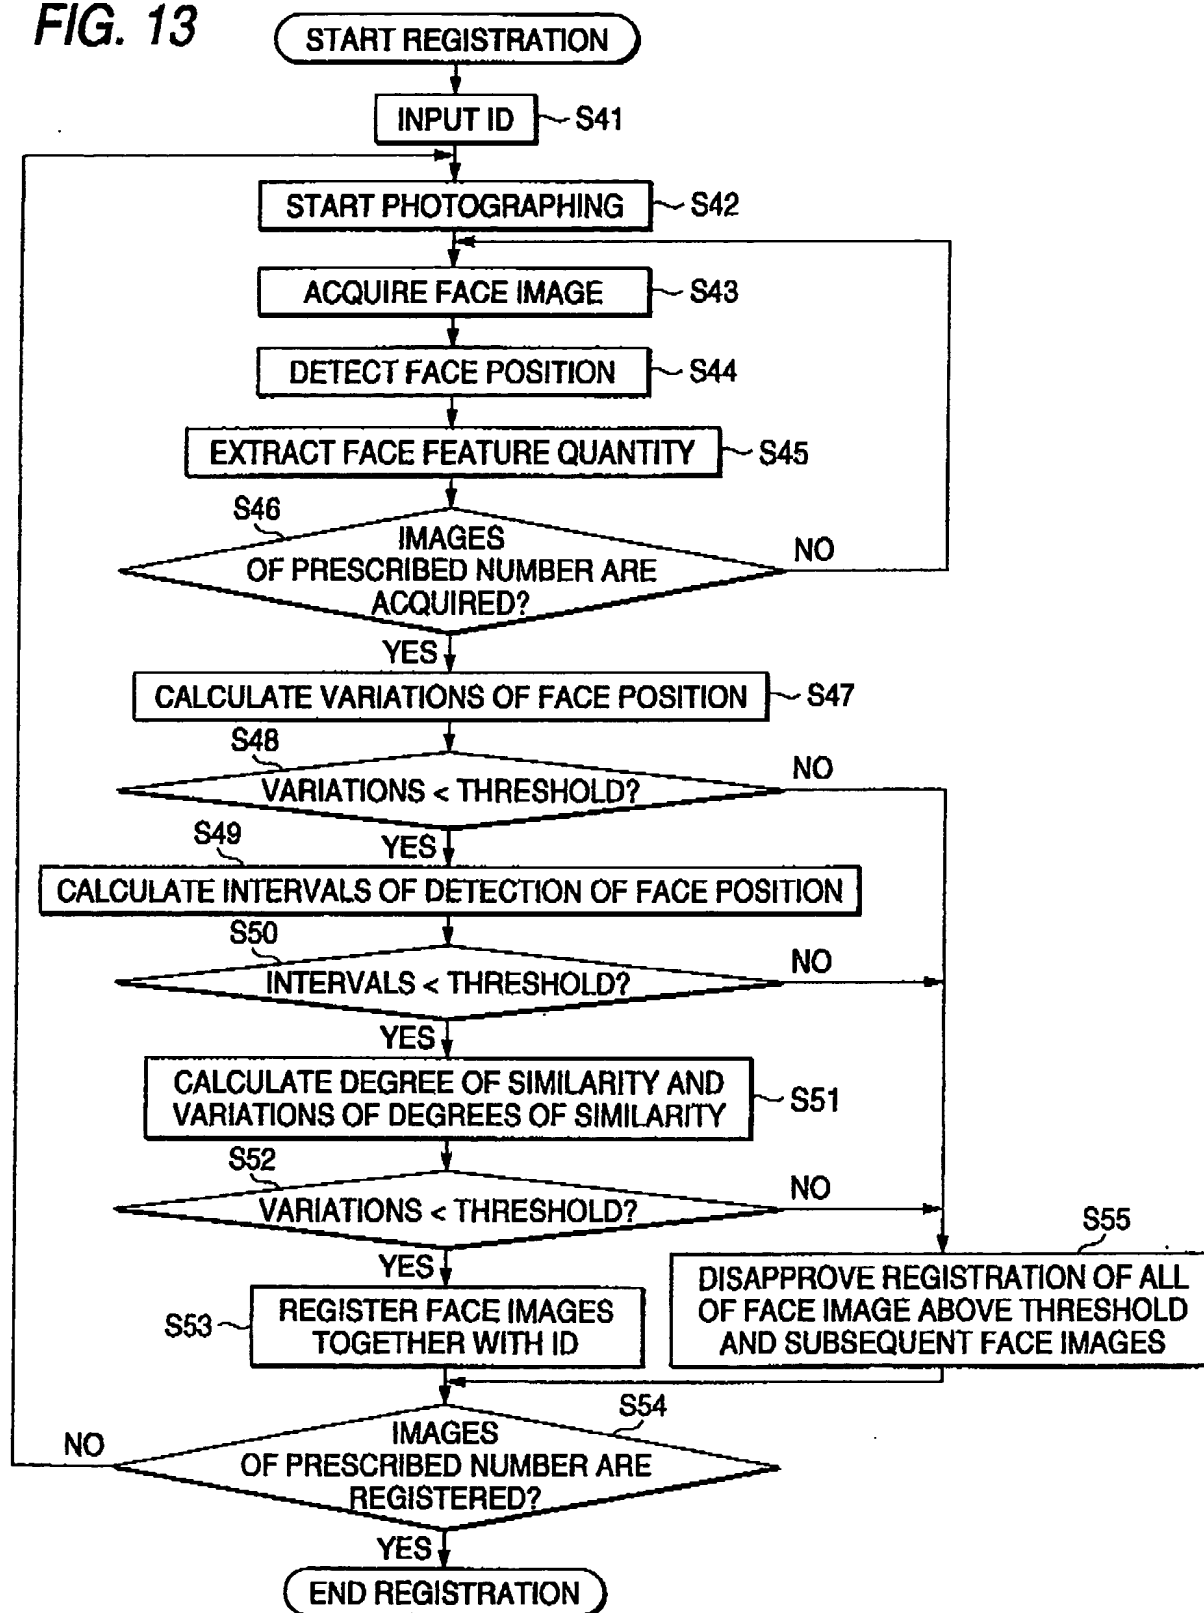 FIG. 13
START REGISTRATION
INPUT ID
S41
START PHOTOGRAPHING
S42
ACQUIRE FACE IMAGE
S43
DETECT FACE POSITION
S44
EXTRACT FACE FEATURE QUANTITY
S45
S46
IMAGES
OF PRESCRIBED NUMBER ARE
ACQUIRED?
NO
YES
CALCULATE VARIATIONS OF FACE POSITION
S47
S48
VARIATIONS < THRESHOLD?
NO
YES
S49
CALCULATE INTERVALS OF DETECTION OF FACE POSITION
S50
INTERVALS < THRESHOLD?
NO
YES
CALCULATE DEGREE OF SIMILARITY AND
VARIATIONS OF DEGREES OF SIMILARITY
S51
S52
VARIATIONS < THRESHOLD?
NO
YES
S55
DISAPPROVE REGISTRATION OF ALL
OF FACE IMAGE ABOVE THRESHOLD
AND SUBSEQUENT FACE IMAGES
S53
REGISTER FACE IMAGES
TOGETHER WITH ID
S54
IMAGES
OF PRESCRIBED NUMBER ARE
REGISTERED?
NO
YES
END REGISTRATION